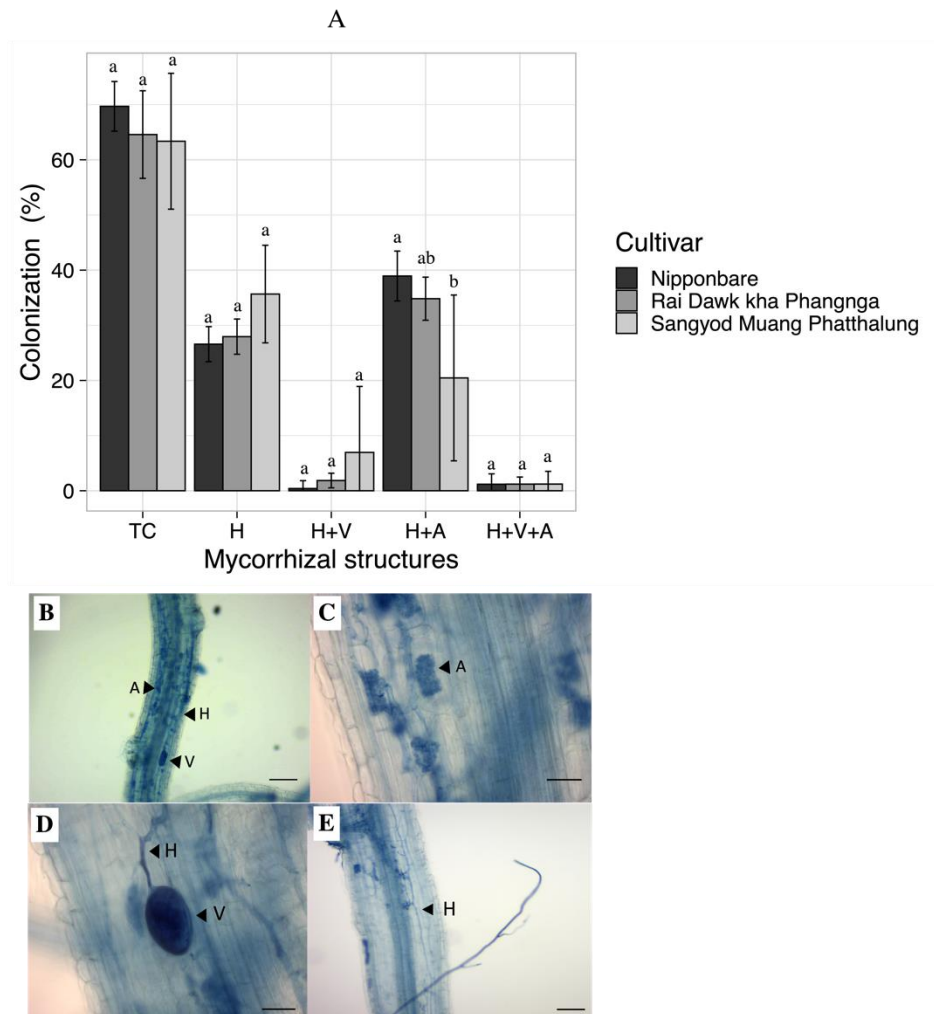 A
a a a
a a a
a a a
a ab b
a a a
60
40
20
0
Colonization (%)
TC H H+V H+A H+V+A
Mycorrhizal structures
Cultivar
Nipponbare
Rai Dawk kha Phangnga
Sangyod Muang Phatthalung
B
A
H
V
C
A
D
H
V
E
H